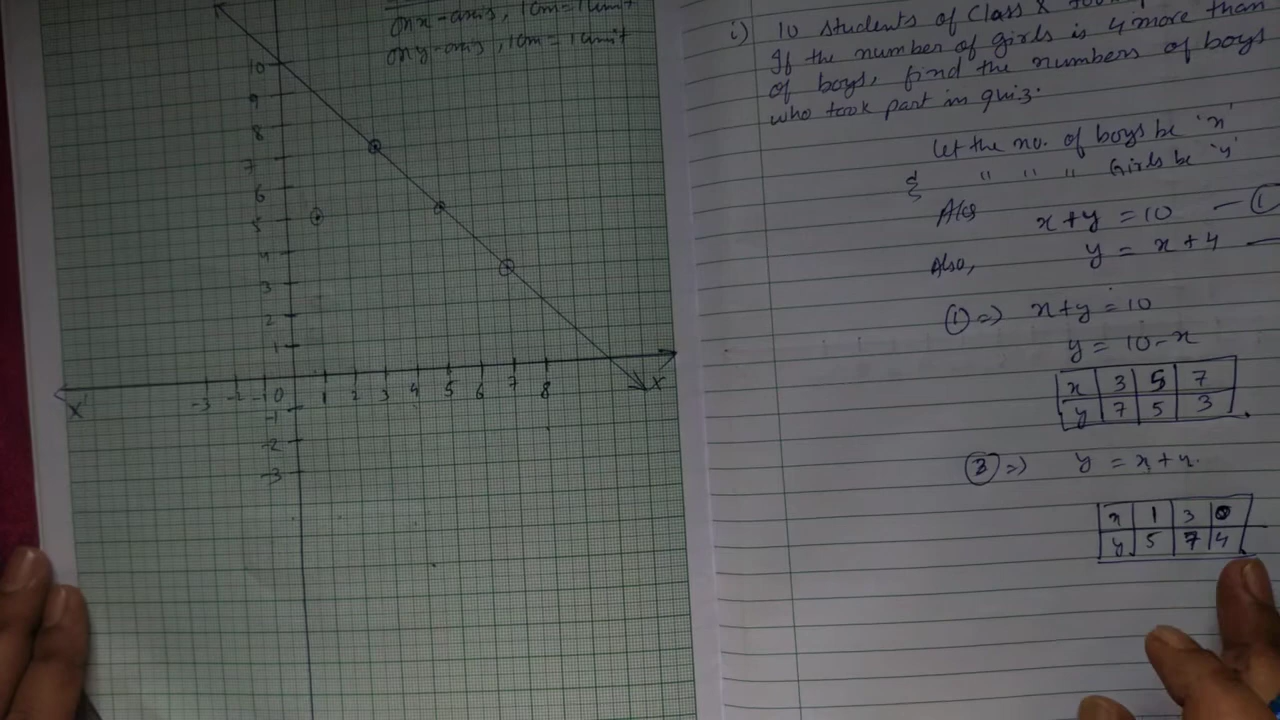 on x-axis, 1cm = 1 unit
on y-axis, 1cm = 1 unit
10
9
8
7
6
5
4
3
2
1
X' -3 -2 -1 0 1 2 3 4 5 6 7 8 X
-1
-2
-3
i) 10 students of Class X
If the number of girls is 4 more than
of boys, find the numbers of boys
who took part in quiz.
Let the no. of boys be 'x'
& " " " Girls be 'y'
x+y = 10 — ①
Also, y = x + 4 —
① => x+y = 10
y = 10-x
x 3 5 7
y 7 5 3
② => y = x + 4.
x 1 3 0
y 5 7 4